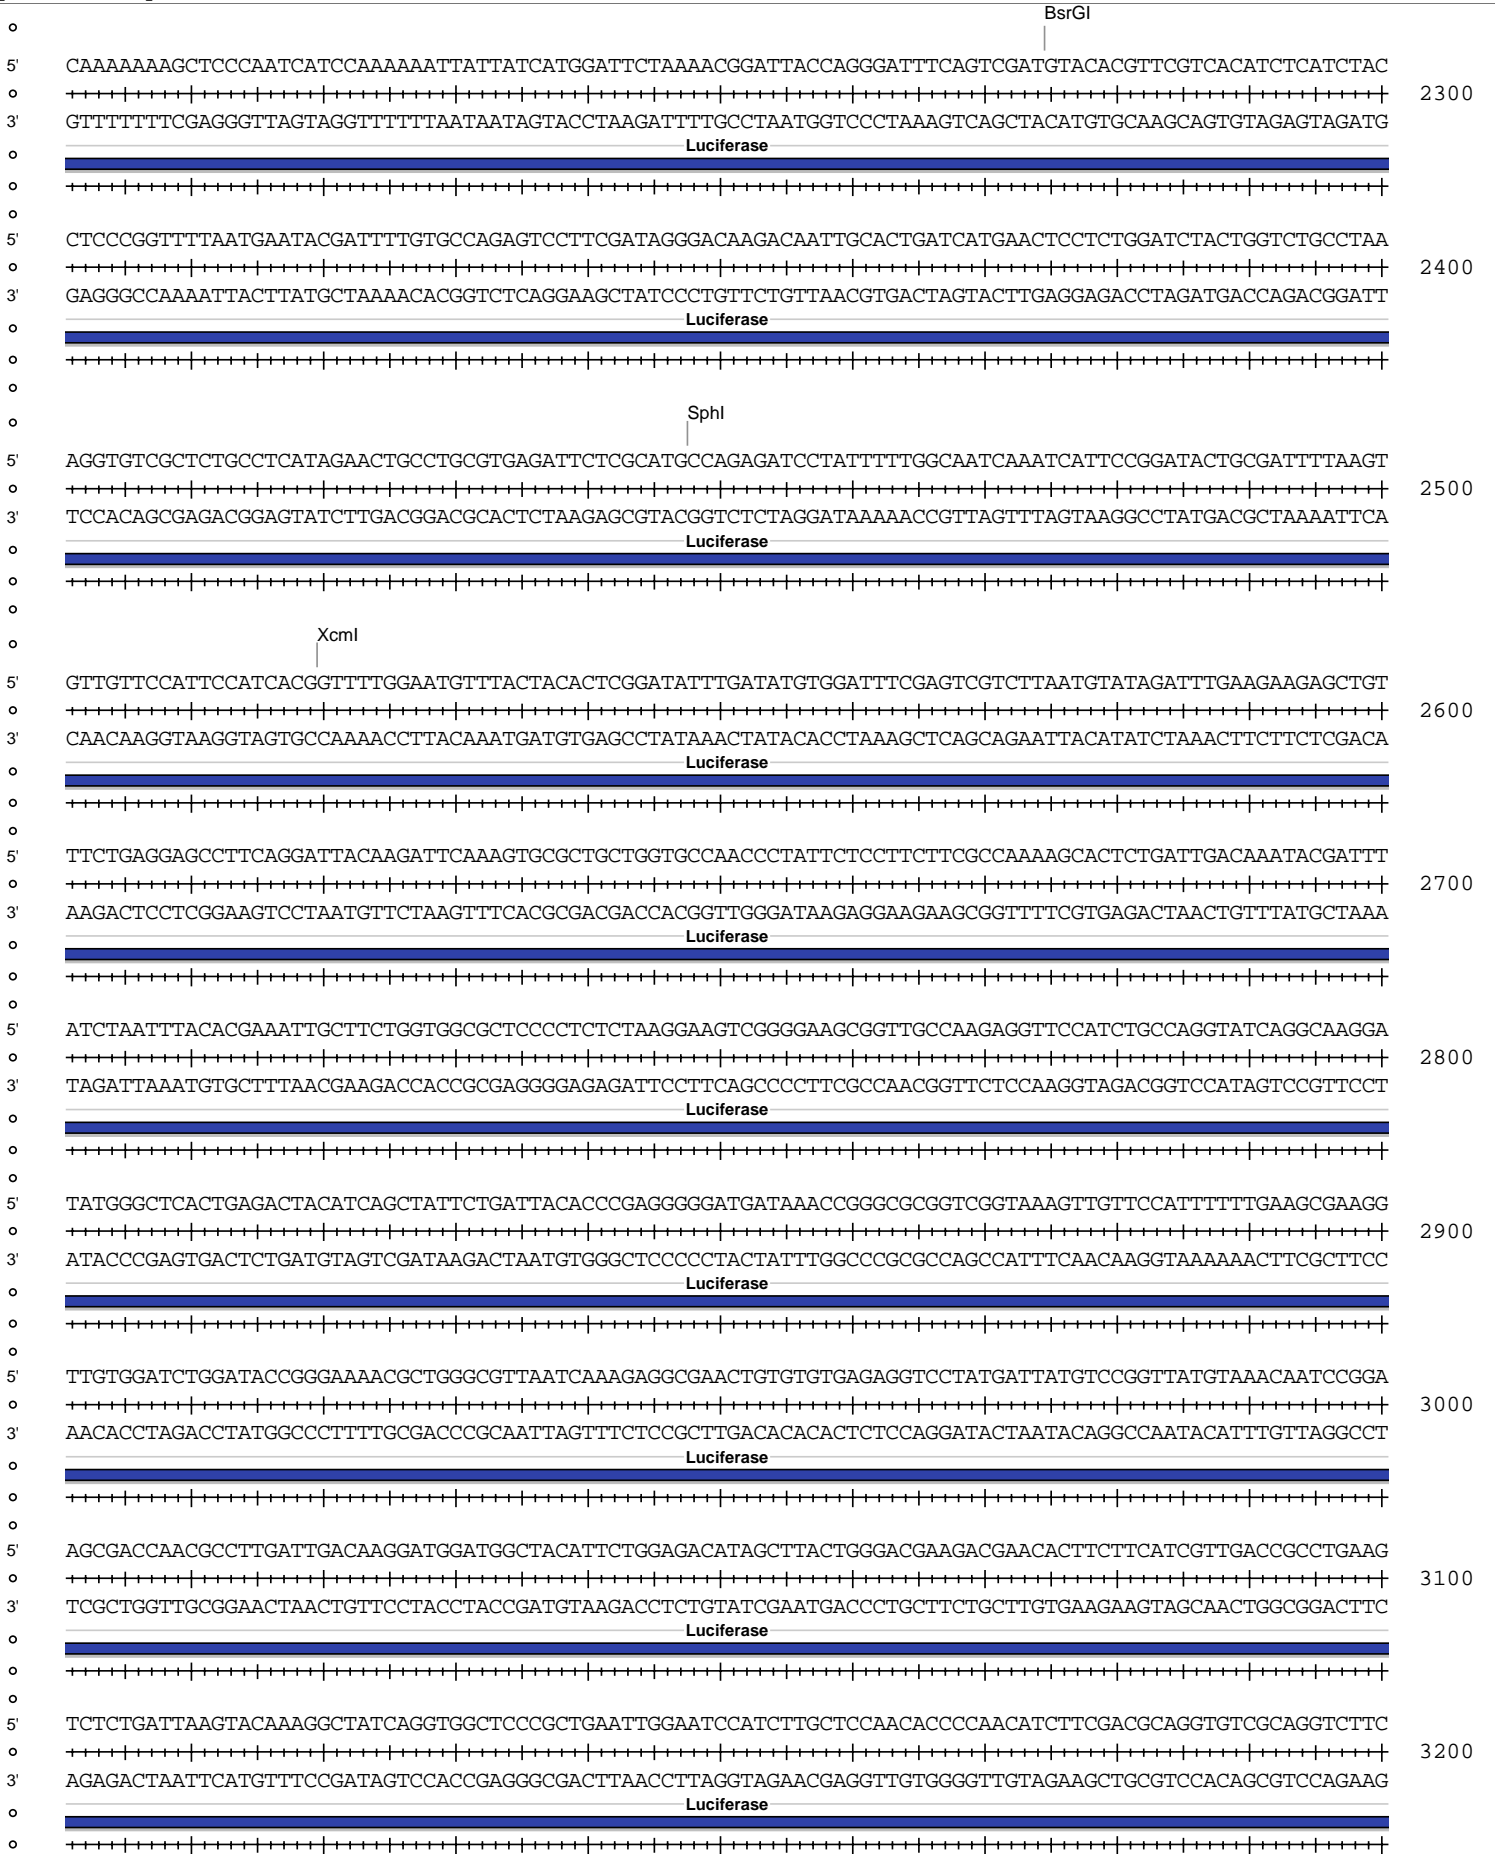 BsrGI
5' CAAAAAAAGCTCCCAATCATCCAAAAAATTATTATCATGGATTCTAAAACGGATTACCAGGGATTTCAGTCGATGTACACGTTCGTCACATCTCATCTAC
2300
3' GTTTTTTTCGAGGGTTAGTAGGTTTTTTAATAATAGTACCTAAGATTTTGCCTAATGGTCCCTAAAGTCAGCTACATGTGCAAGCAGTGTAGAGTAGATG
Luciferase
5' CTCCCGGTTTTAATGAATACGATTTTGTGCCAGAGTCCTTCGATAGGGACAAGACAATTGCACTGATCATGAACTCCTCTGGATCTACTGGTCTGCCTAA
2400
3' GAGGGCCAAAATTACTTATGCTAAAACACGGTCTCAGGAAGCTATCCCTGTTCTGTTAACGTGACTAGTACTTGAGGAGACCTAGATGACCAGACGGATT
Luciferase
SphI
5' AGGTGTCGCTCTGCCTCATAGAACTGCCTGCGTGAGATTCTCGCATGCCAGAGATCCTATTTTTGGCAATCAAATCATTCCGGATACTGCGATTTTAAGT
2500
3' TCCACAGCGAGACGGAGTATCTTGACGGACGCACTCTAAGAGCGTACGGTCTCTAGGATAAAAACCGTTAGTTTAGTAAGGCCTATGACGCTAAAATTCA
Luciferase
XcmI
5' GTTGTTCCATTCCATCACGGTTTTGGAATGTTTACTACACTCGGATATTTGATATGTGGATTTCGAGTCGTCTTAATGTATAGATTTGAAGAAGAGCTGT
2600
3' CAACAAGGTAAGGTAGTGCCAAAACCTTACAAATGATGTGAGCCTATAAACTATACACCTAAAGCTCAGCAGAATTACATATCTAAACTTCTTCTCGACA
Luciferase
5' TTCTGAGGAGCCTTCAGGATTACAAGATTCAAAGTGCGCTGCTGGTGCCAACCCTATTCTCCTTCTTCGCCAAAAGCACTCTGATTGACAAATACGATTT
2700
3' AAGACTCCTCGGAAGTCCTAATGTTCTAAGTTTCACGCGACGACCACGGTTGGGATAAGAGGAAGAAGCGGTTTTCGTGAGACTAACTGTTTATGCTAAA
Luciferase
5' ATCTAATTTACACGAAATTGCTTCTGGTGGCGCTCCCCTCTCTAAGGAAGTCGGGGAAGCGGTTGCCAAGAGGTTCCATCTGCCAGGTATCAGGCAAGGA
2800
3' TAGATTAAATGTGCTTTAACGAAGACCACCGCGAGGGGAGAGATTCCTTCAGCCCCTTCGCCAACGGTTCTCCAAGGTAGACGGTCCATAGTCCGTTCCT
Luciferase
5' TATGGGCTCACTGAGACTACATCAGCTATTCTGATTACACCCGAGGGGGATGATAAACCGGGCGCGGTCGGTAAAGTTGTTCCATTTTTTGAAGCGAAGG
2900
3' ATACCCGAGTGACTCTGATGTAGTCGATAAGACTAATGTGGGCTCCCCCTACTATTTGGCCCGCGCCAGCCATTTCAACAAGGTAAAAAACTTCGCTTCC
Luciferase
5' TTGTGGATCTGGATACCGGGAAAACGCTGGGCGTTAATCAAAGAGGCGAACTGTGTGTGAGAGGTCCTATGATTATGTCCGGTTATGTAAACAATCCGGA
3000
3' AACACCTAGACCTATGGCCCTTTTGCGACCCGCAATTAGTTTCTCCGCTTGACACACACTCTCCAGGATACTAATACAGGCCAATACATTTGTTAGGCCT
Luciferase
5' AGCGACCAACGCCTTGATTGACAAGGATGGATGGCTACATTCTGGAGACATAGCTTACTGGGACGAAGACGAACACTTCTTCATCGTTGACCGCCTGAAG
3100
3' TCGCTGGTTGCGGAACTAACTGTTCCTACCTACCGATGTAAGACCTCTGTATCGAATGACCCTGCTTCTGCTTGTGAAGAAGTAGCAACTGGCGGACTTC
Luciferase
5' TCTCTGATTAAGTACAAAGGCTATCAGGTGGCTCCCGCTGAATTGGAATCCATCTTGCTCCAACACCCCAACATCTTCGACGCAGGTGTCGCAGGTCTTC
3200
3' AGAGACTAATTCATGTTTCCGATAGTCCACCGAGGGCGACTTAACCTTAGGTAGAACGAGGTTGTGGGGTTGTAGAAGCTGCGTCCACAGCGTCCAGAAG
Luciferase